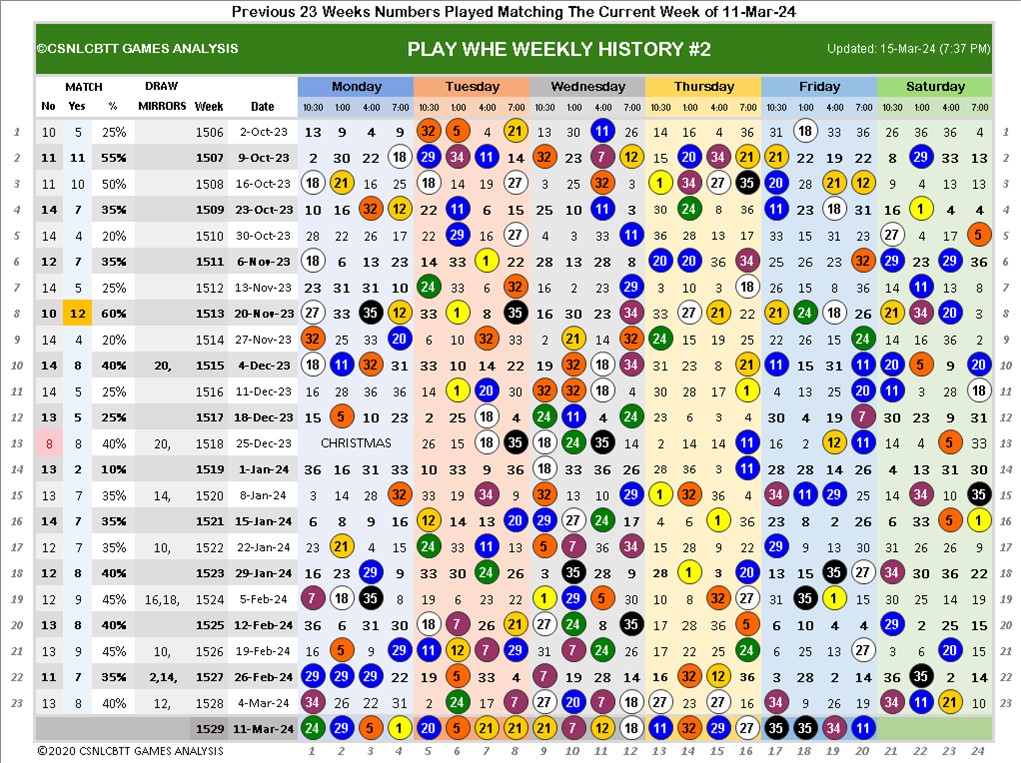 Previous 23 Weeks Numbers Played Matching The Current Week of 11-Mar-24
©CSNLCBTT GAMES ANALYSIS PLAY WHE WEEKLY HISTORY #2 Updated: 15-Mar-24 (7:37 PM)
MATCH DRAW Monday Tuesday Wednesday Thursday Friday Saturday
No Yes % MIRRORS Week Date 10:30 1:00 4:00 7:00 10:30 1:00 4:00 7:00 10:30 1:00 4:00 7:00 10:30 1:00 4:00 7:00 10:30 1:00 4:00 7:00 10:30 1:00 4:00 7:00
1 10 5 25% 1506 2-Oct-23 13 9 4 9 32 5 4 21 13 30 11 26 14 16 4 36 31 18 33 36 26 36 36 4 1
2 11 11 55% 1507 9-Oct-23 2 30 22 18 29 34 11 14 32 23 7 12 15 20 34 21 21 22 19 22 8 29 33 13 2
3 11 10 50% 1508 16-Oct-23 18 21 16 25 18 14 19 27 3 25 32 3 1 34 27 35 20 28 21 12 9 4 13 13 3
4 14 7 35% 1509 23-Oct-23 10 16 32 12 22 11 6 15 25 10 11 3 30 24 8 36 11 23 18 31 16 1 4 4 4
5 14 4 20% 1510 30-Oct-23 28 22 26 19 22 29 16 27 4 3 33 11 36 28 13 17 33 15 31 23 27 4 17 5 5
6 12 7 35% 1511 6-Nov-23 18 6 13 23 14 33 1 22 28 13 28 8 20 20 36 34 25 26 23 32 29 23 29 36 6
7 14 5 25% 1512 13-Nov-23 23 31 31 10 24 33 6 32 16 2 23 29 3 10 3 18 26 15 8 36 14 11 13 8 7
8 10 12 60% 1513 20-Nov-23 27 33 35 12 33 1 8 35 16 30 23 34 33 27 21 22 21 24 18 26 21 34 20 3 8
9 14 4 20% 1514 27-Nov-23 32 25 33 20 6 10 32 33 2 21 14 32 24 15 19 25 22 26 15 24 14 16 36 2 9
10 14 8 40% 20, 1515 4-Dec-23 18 11 32 31 33 10 14 22 19 32 18 34 31 23 8 21 11 15 31 11 20 5 9 20 10
11 14 5 25% 1516 11-Dec-23 16 28 36 36 14 1 20 30 32 32 18 4 30 28 17 1 4 31 26 20 11 3 28 18 11
12 13 5 25% 1517 18-Dec-23 15 5 10 23 2 25 18 4 24 11 4 24 23 6 3 4 30 4 19 7 30 23 9 31 12
13 8 8 40% 20, 1518 25-Dec-23 CHRISTMAS 26 15 18 35 18 24 35 14 2 14 14 11 16 2 12 11 14 4 5 33 13
14 13 2 10% 1519 1-Jan-24 36 16 31 33 10 33 9 36 18 33 36 26 28 36 3 11 28 28 14 26 4 13 31 30 14
15 13 7 35% 14, 1520 8-Jan-24 3 14 28 32 33 19 34 9 32 13 10 29 1 32 4 36 34 11 29 25 14 34 10 35 15
16 14 7 35% 1521 15-Jan-24 6 8 9 16 12 14 13 20 29 27 24 17 4 6 1 36 23 8 2 26 6 33 5 1 16
17 12 7 35% 10, 1522 22-Jan-24 23 21 4 15 24 33 11 13 5 7 36 34 15 28 9 22 29 9 13 30 31 26 26 9 17
18 12 8 40% 1523 29-Jan-24 16 23 29 9 33 30 24 26 3 35 28 9 28 1 3 20 13 15 35 27 34 30 36 22 18
19 12 9 45% 16,18, 1524 5-Feb-24 7 18 35 8 19 6 23 22 1 29 5 30 10 8 32 27 31 35 1 15 30 25 14 19 19
20 13 8 40% 1525 12-Feb-24 36 6 31 30 18 7 26 21 27 24 8 35 17 28 36 5 6 10 4 4 29 2 25 15 20
21 13 9 45% 10, 1526 19-Feb-24 16 5 9 29 11 12 7 29 31 7 24 26 17 22 25 24 6 25 13 27 3 6 20 15 21
22 11 7 35% 2,14, 1527 26-Feb-24 29 29 29 22 19 5 33 4 7 19 28 14 16 32 12 36 3 28 2 14 36 35 2 14 22
23 13 8 40% 12, 1528 4-Mar-24 34 26 22 31 2 24 17 7 27 20 7 18 27 23 27 16 34 9 26 19 34 11 21 10 23
1529 11-Mar-24 24 29 5 1 20 5 21 21 21 7 12 18 11 32 15 27 35 35 34 11
©2020 CSNLCBTT GAMES ANALYSIS 1 2 3 4 5 6 7 8 9 10 11 12 13 14 15 16 17 18 19 20 21 22 23 24